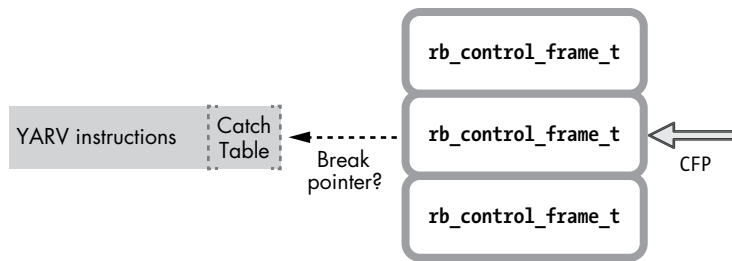 rb_control_frame_t
YARV instructions
Catch
Table
rb_control_frame_t
Break
pointer?
CFP
rb_control_frame_t